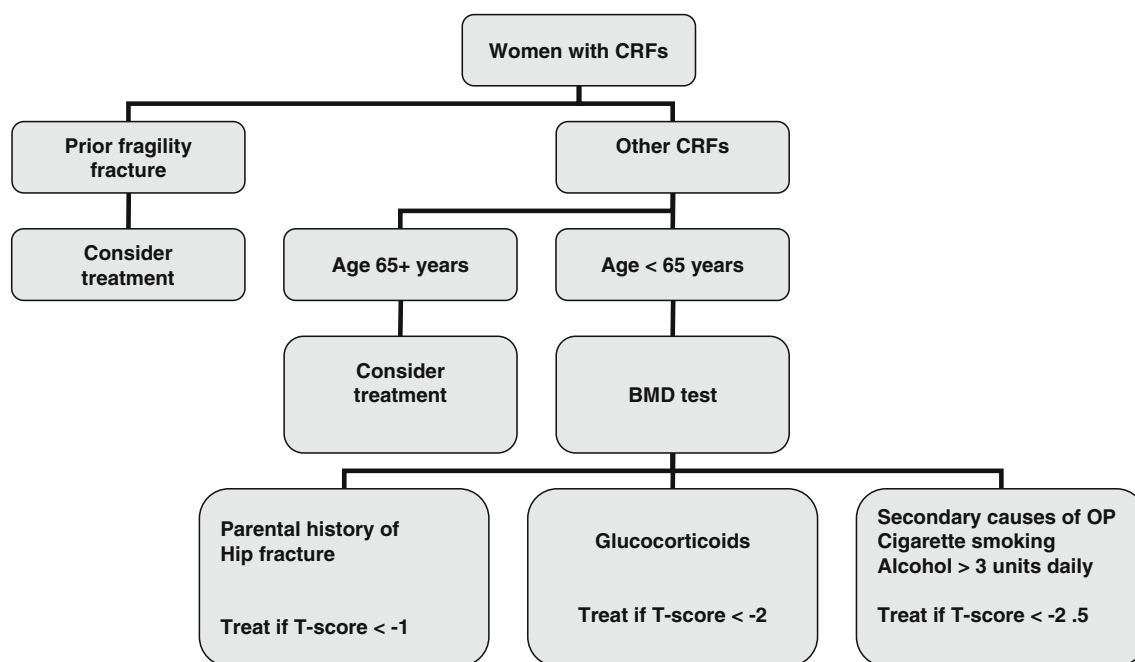 Women with CRFs
Prior fragility
fracture
Other CRFs
Consider
treatment
Age 65+ years
Age < 65 years
Consider
treatment
BMD test
Parental history of
Hip fracture
Treat if T-score < -1
Glucocorticoids
Treat if T-score < -2
Secondary causes of OP
Cigarette smoking
Alcohol > 3 units daily
Treat if T-score < -2 .5